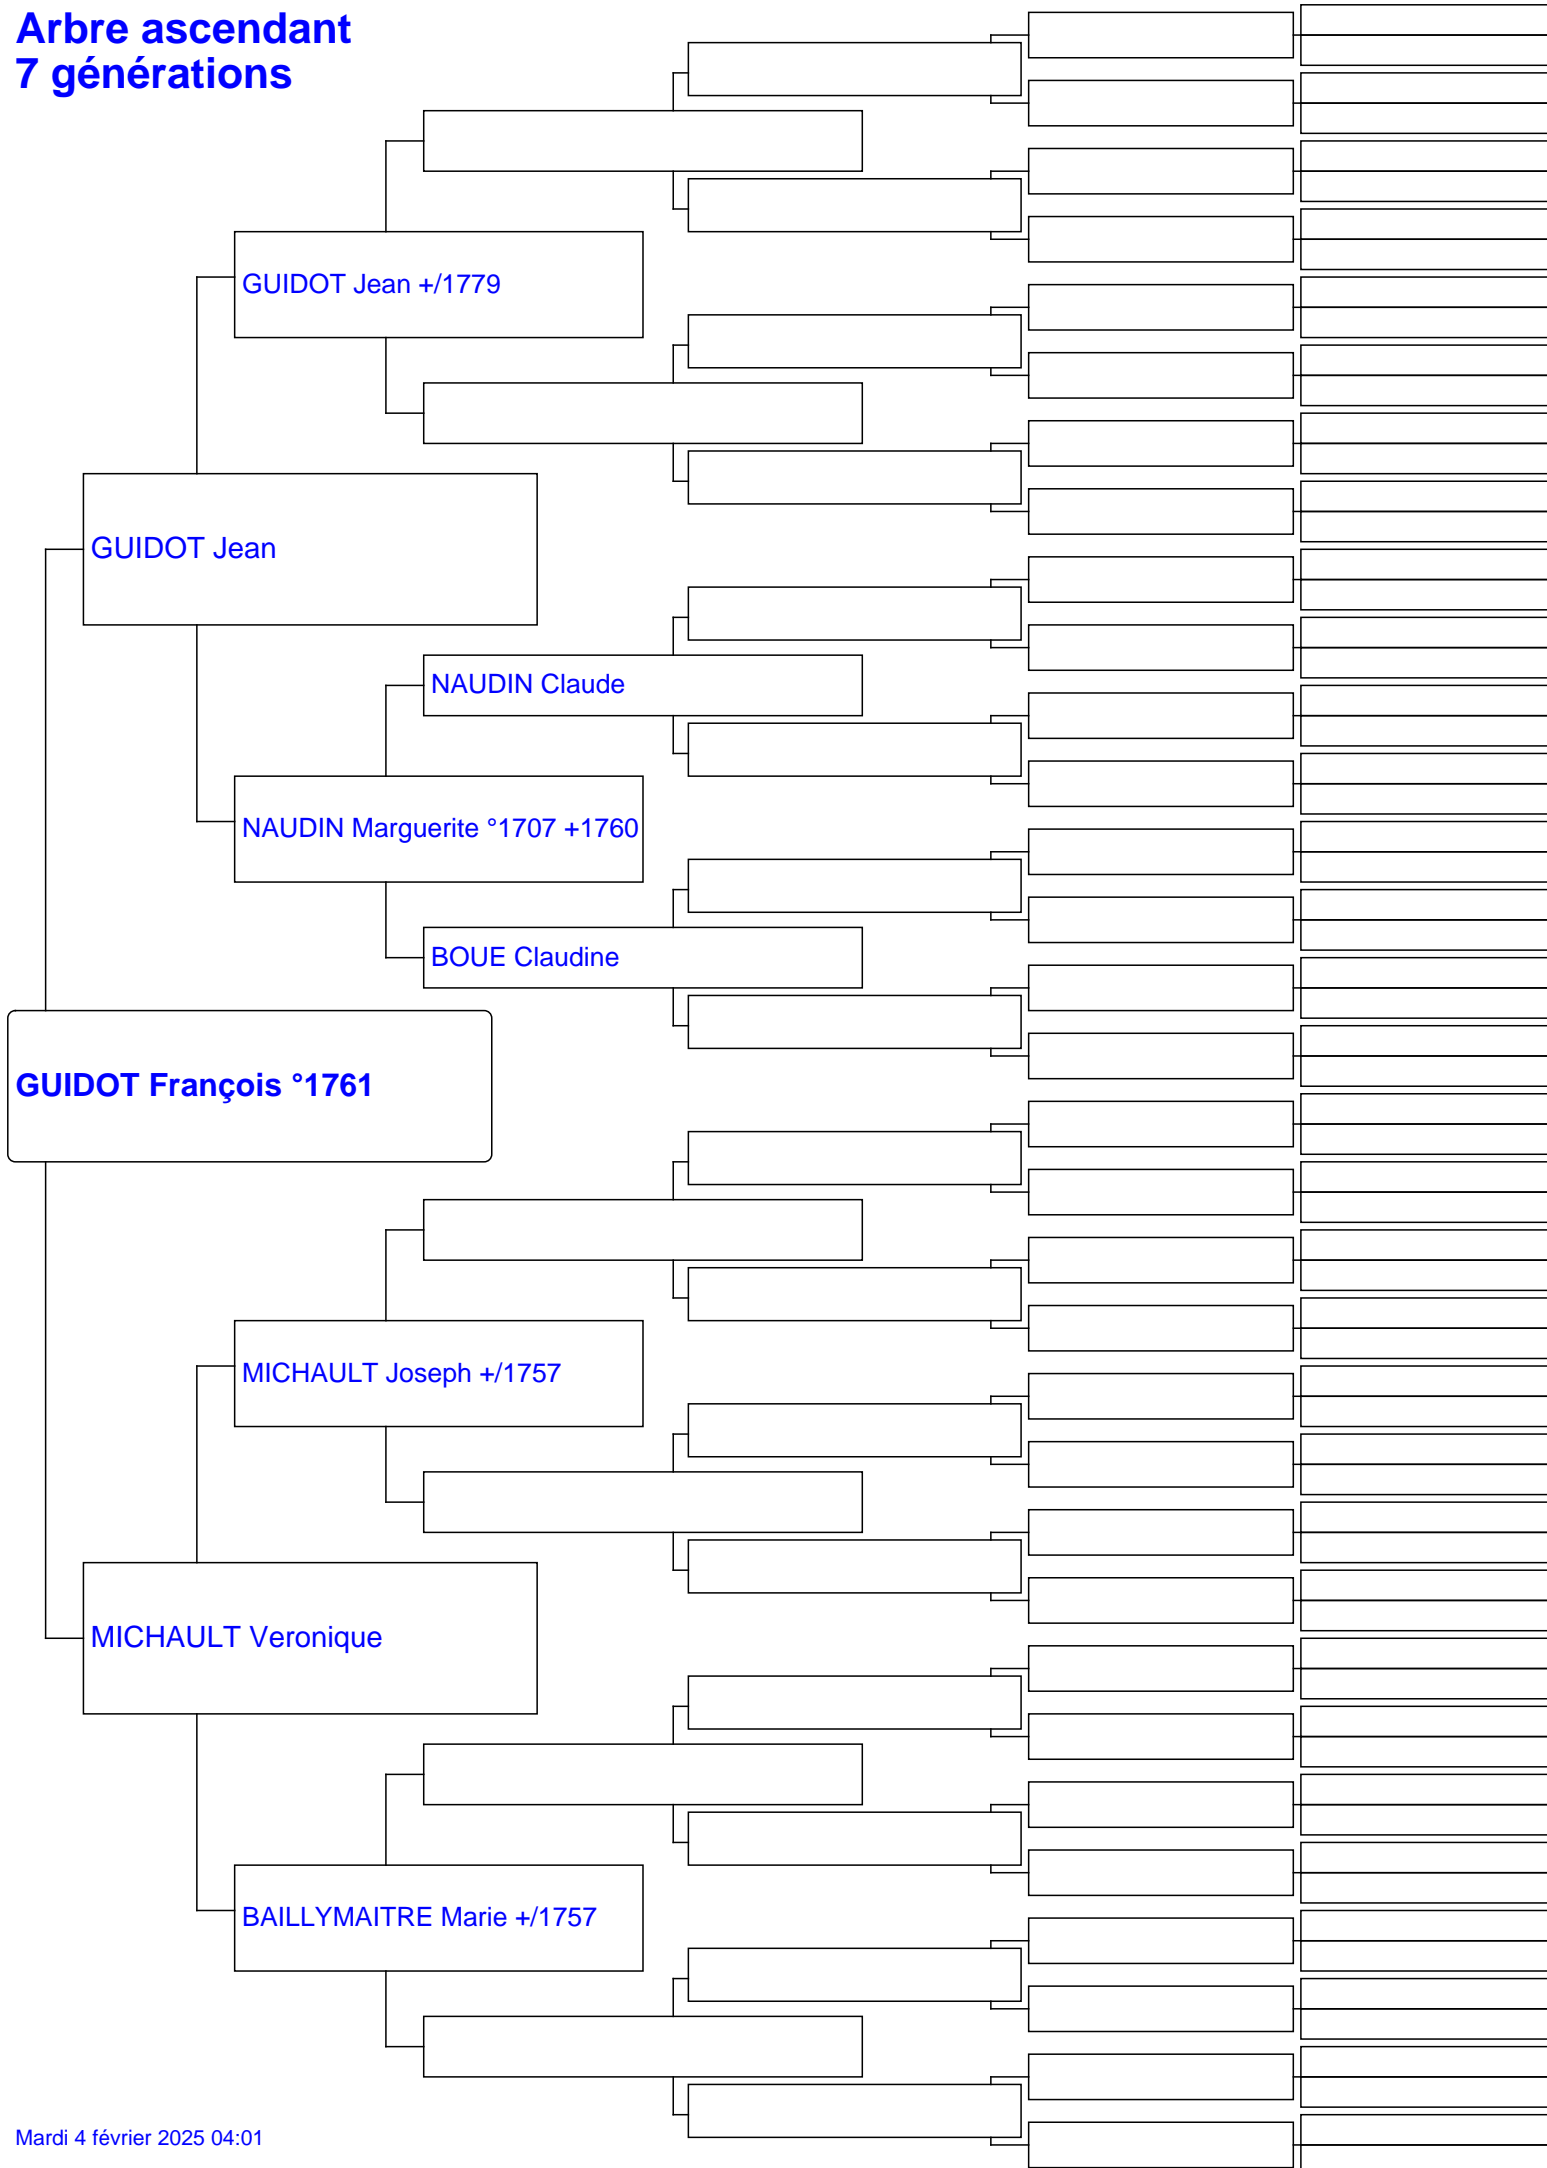 Arbre ascendant
7 générations
GUIDOT Jean +/1779
GUIDOT Jean
NAUDIN Claude
NAUDIN Marguerite °1707 +1760
BOUE Claudine
GUIDOT François °1761
MICHAULT Joseph +/1757
MICHAULT Veronique
BAILLYMAITRE Marie +/1757
Mardi 4 février 2025 04:01